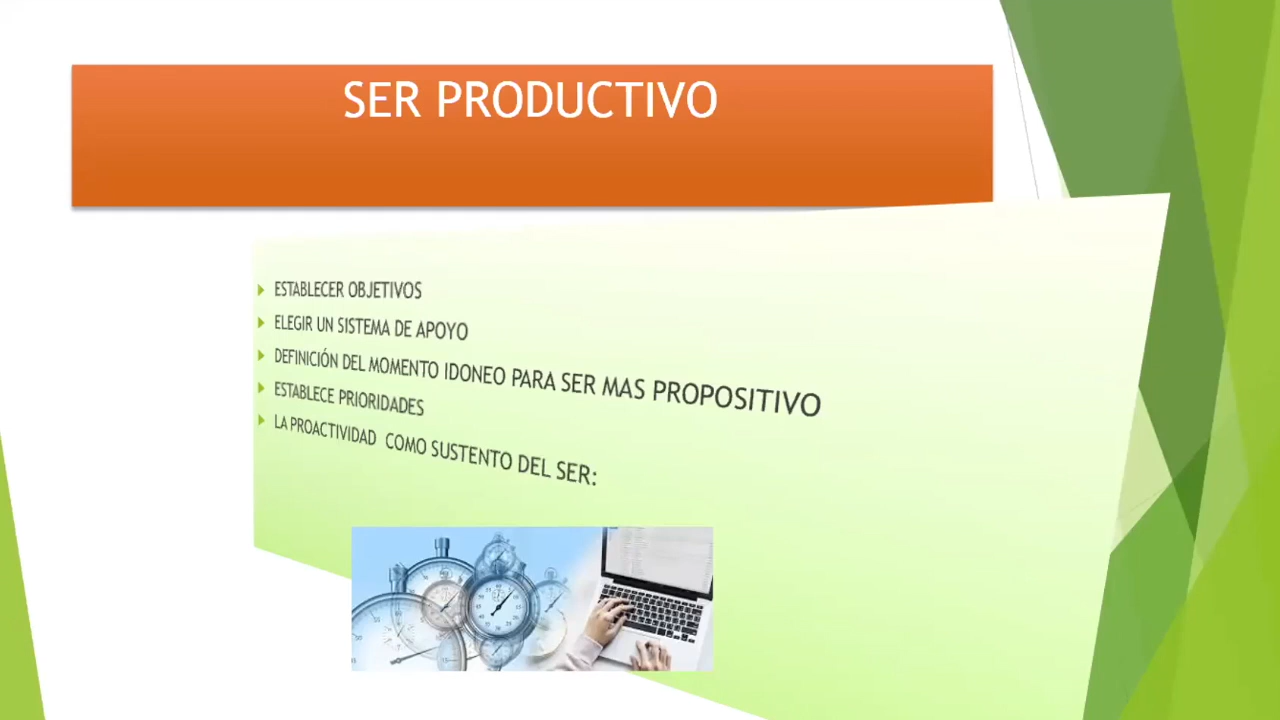 SER PRODUCTIVO
ESTABLECER OBJETIVOS
ELEGIR UN SISTEMA DE APOYO
DEFINICIÓN DEL MOMENTO IDONEO PARA SER MAS PROPOSITIVO
ESTABLECE PRIORIDADES
LA PROACTIVIDAD COMO SUSTENTO DEL SER: